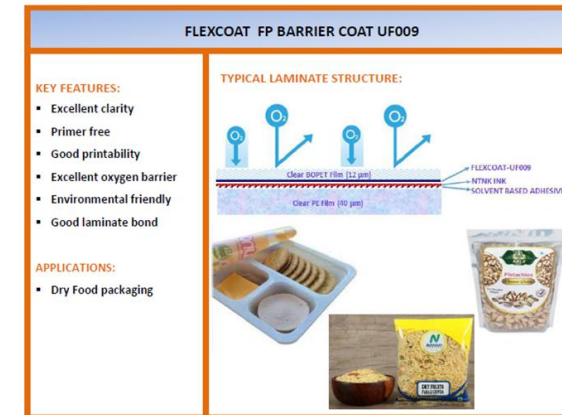 FLEXCOAT FP BARRIER COAT UF009
KEY FEATURES:
▪ Excellent clarity
▪ Primer free
▪ Good printability
▪ Excellent oxygen barrier
▪ Environmental friendly
▪ Good laminate bond
APPLICATIONS:
▪ Dry Food packaging
TYPICAL LAMINATE STRUCTURE:
O₂
O₂
O₂
O₂
Clear BOPET Film (12 µm)
Clear PE Film (40 µm)
FLEXCOAT-UF009
NTNK INK
SOLVENT BASED ADHESIVE
Pistachios
N
DRY FRUITS